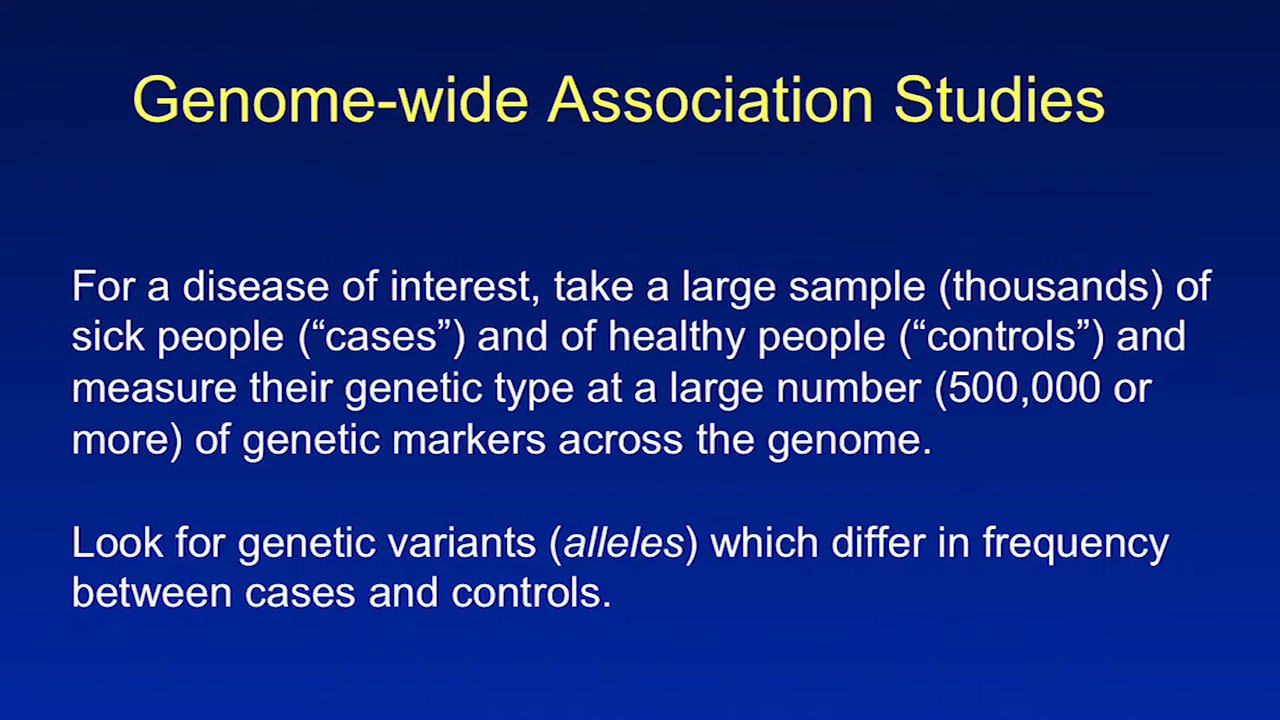 Genome-wide Association Studies
For a disease of interest, take a large sample (thousands) of
sick people (“cases”) and of healthy people (“controls”) and
measure their genetic type at a large number (500,000 or
more) of genetic markers across the genome.
Look for genetic variants (alleles) which differ in frequency
between cases and controls.